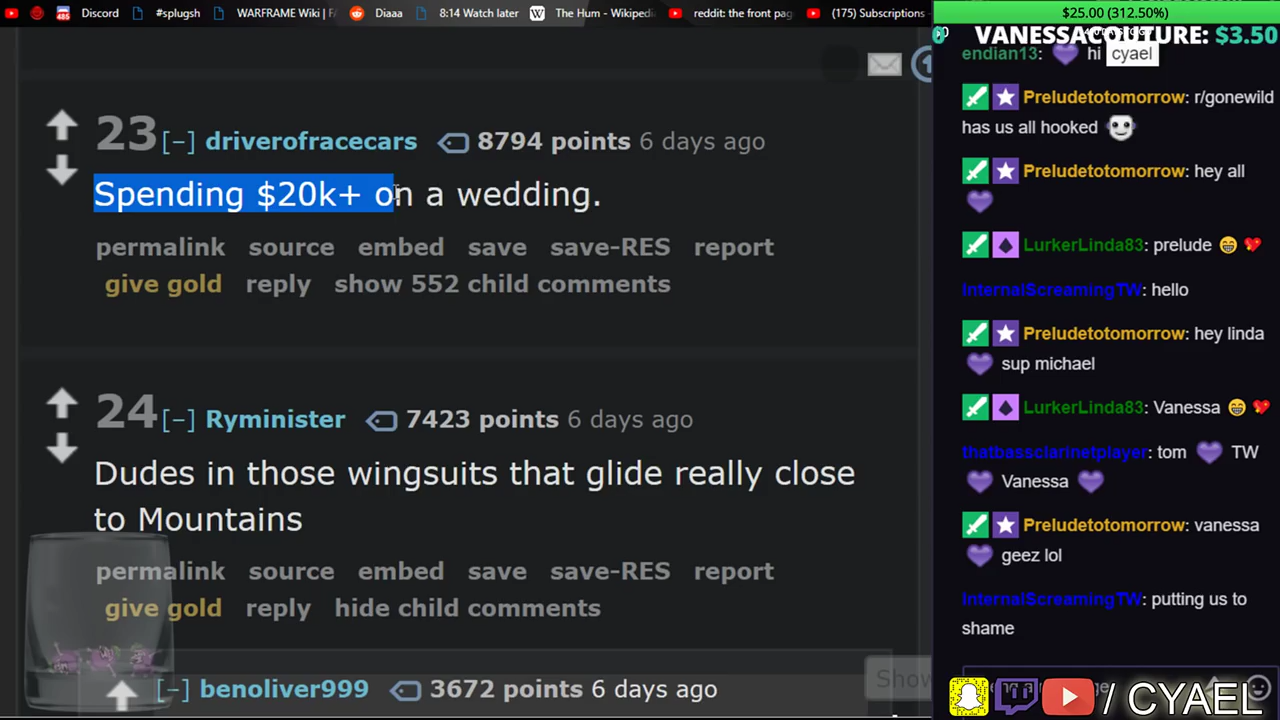 Discord
#splugsh
WARFRAME Wiki | FA
Diaaa
8:14 Watch later
W The Hum - Wikipedi
reddit: the front pag
(175) Subscriptions -
$25.00 (312.50%)
VANESSACOUTURE: $3.50
endian13: hi cyael
Preludetotomorrow: r/gonewild
has us all hooked
Preludetotomorrow: hey all
LurkerLinda83: prelude
InternalScreamingTW: hello
Preludetotomorrow: hey linda
sup michael
LurkerLinda83: Vanessa
thatbassclarinetplayer: tom TW
Vanessa
Preludetotomorrow: vanessa
geez lol
InternalScreamingTW: putting us to
shame
/ CYAEL
23 [–] driverofracecars 8794 points 6 days ago
Spending $20k+ on a wedding.
permalink source embed save save-RES report
give gold reply show 552 child comments
24 [–] Ryminister 7423 points 6 days ago
Dudes in those wingsuits that glide really close
to Mountains
permalink source embed save save-RES report
give gold reply hide child comments
[–] benoliver999 3672 points 6 days ago